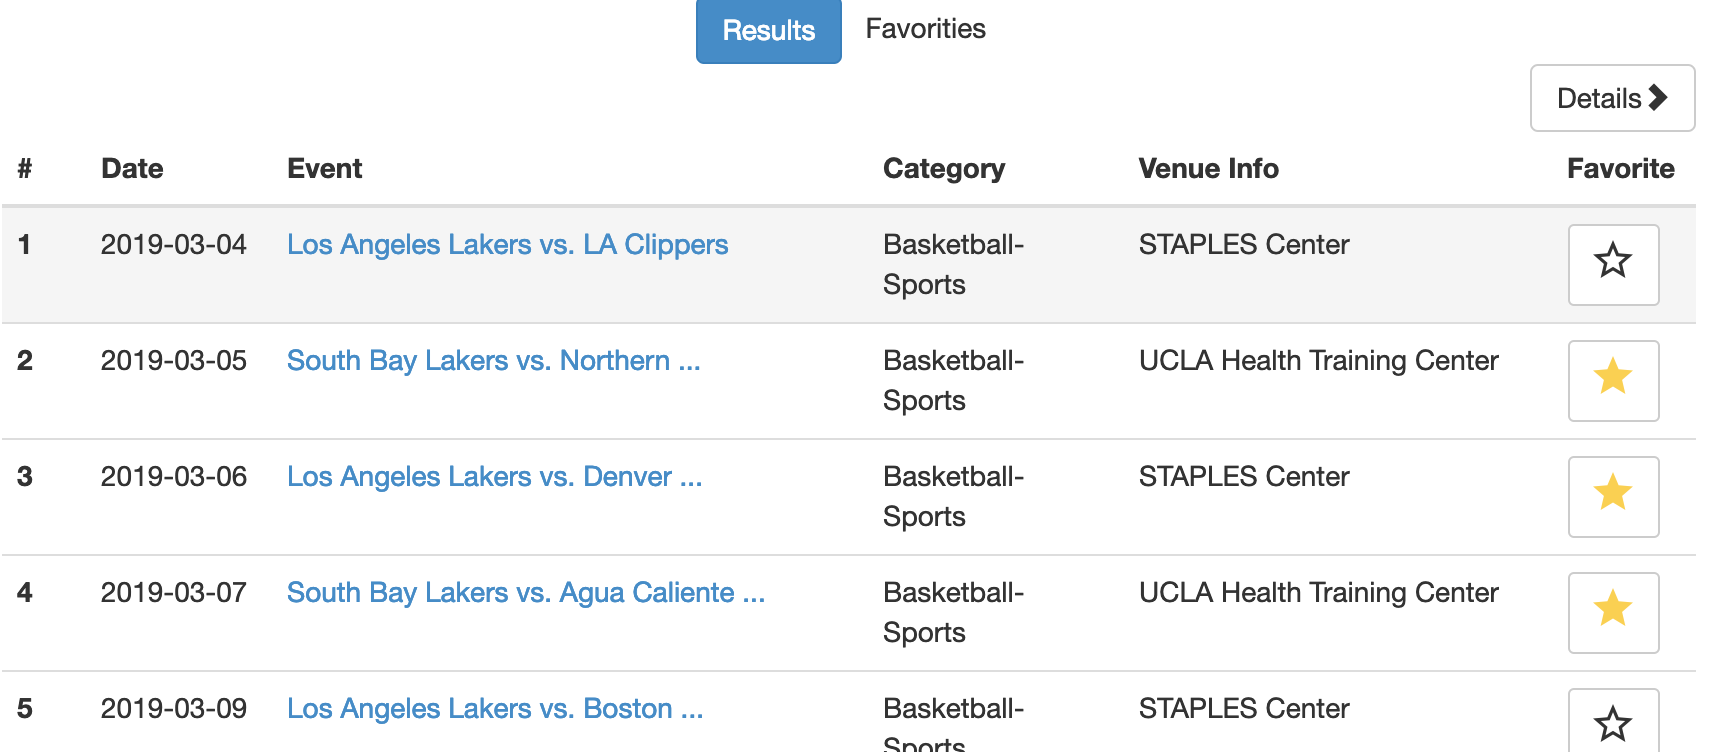 Results Favorities
Details
# Date Event Category Venue Info Favorite
1 2019-03-04 Los Angeles Lakers vs. LA Clippers Basketball- STAPLES Center
Sports
2 2019-03-05 South Bay Lakers vs. Northern ... Basketball- UCLA Health Training Center
Sports
3 2019-03-06 Los Angeles Lakers vs. Denver ... Basketball- STAPLES Center
Sports
4 2019-03-07 South Bay Lakers vs. Agua Caliente ... Basketball- UCLA Health Training Center
Sports
5 2019-03-09 Los Angeles Lakers vs. Boston ... Basketball- STAPLES Center
Sports